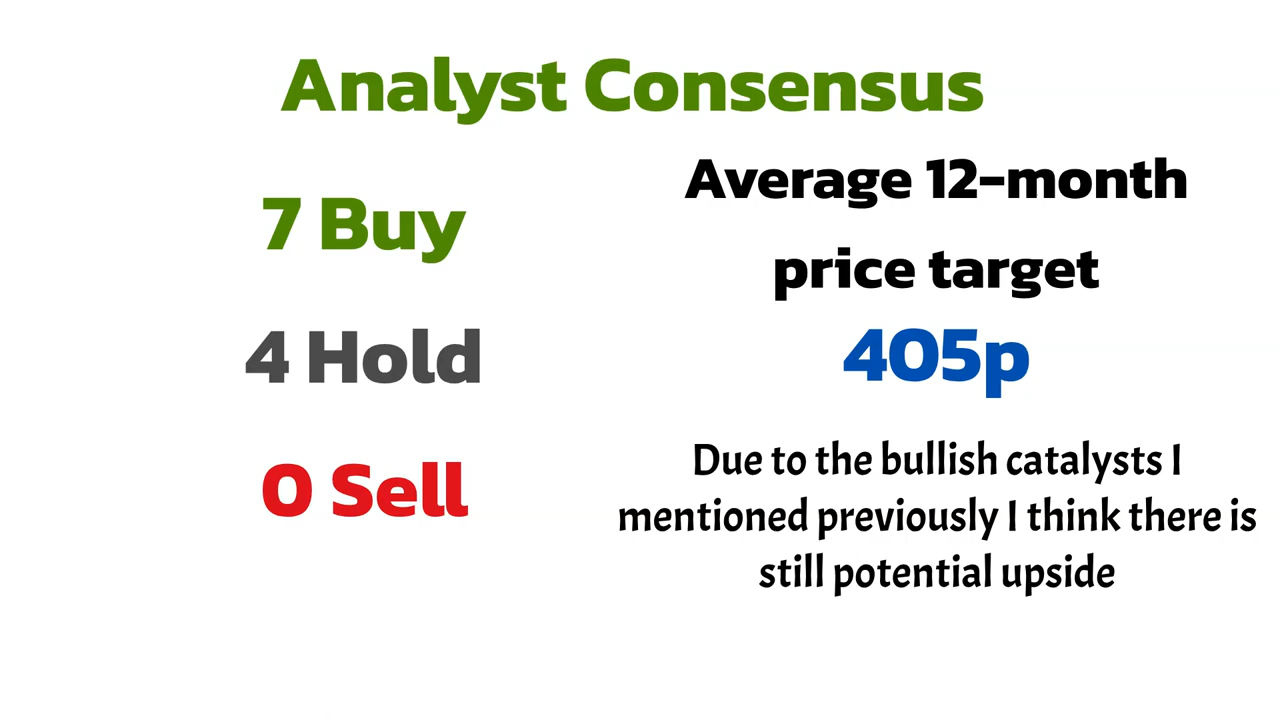 Analyst Consensus
7 Buy
4 Hold
0 Sell
Average 12-month
price target
405p
Due to the bullish catalysts I
mentioned previously I think there is
still potential upside